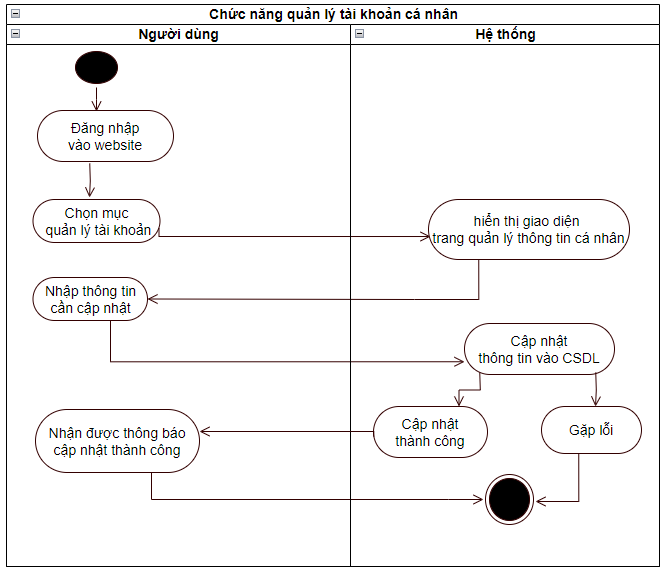 Chức năng quản lý tài khoản cá nhân
Người dùng
Hệ thống
Đăng nhập
vào website
Chọn mục
quản lý tài khoản
hiển thị giao diện
trang quản lý thông tin cá nhân
Nhập thông tin
cần cập nhật
Cập nhật
thông tin vào CSDL
Cập nhật
thành công
Gặp lỗi
Nhận được thông báo
cập nhật thành công